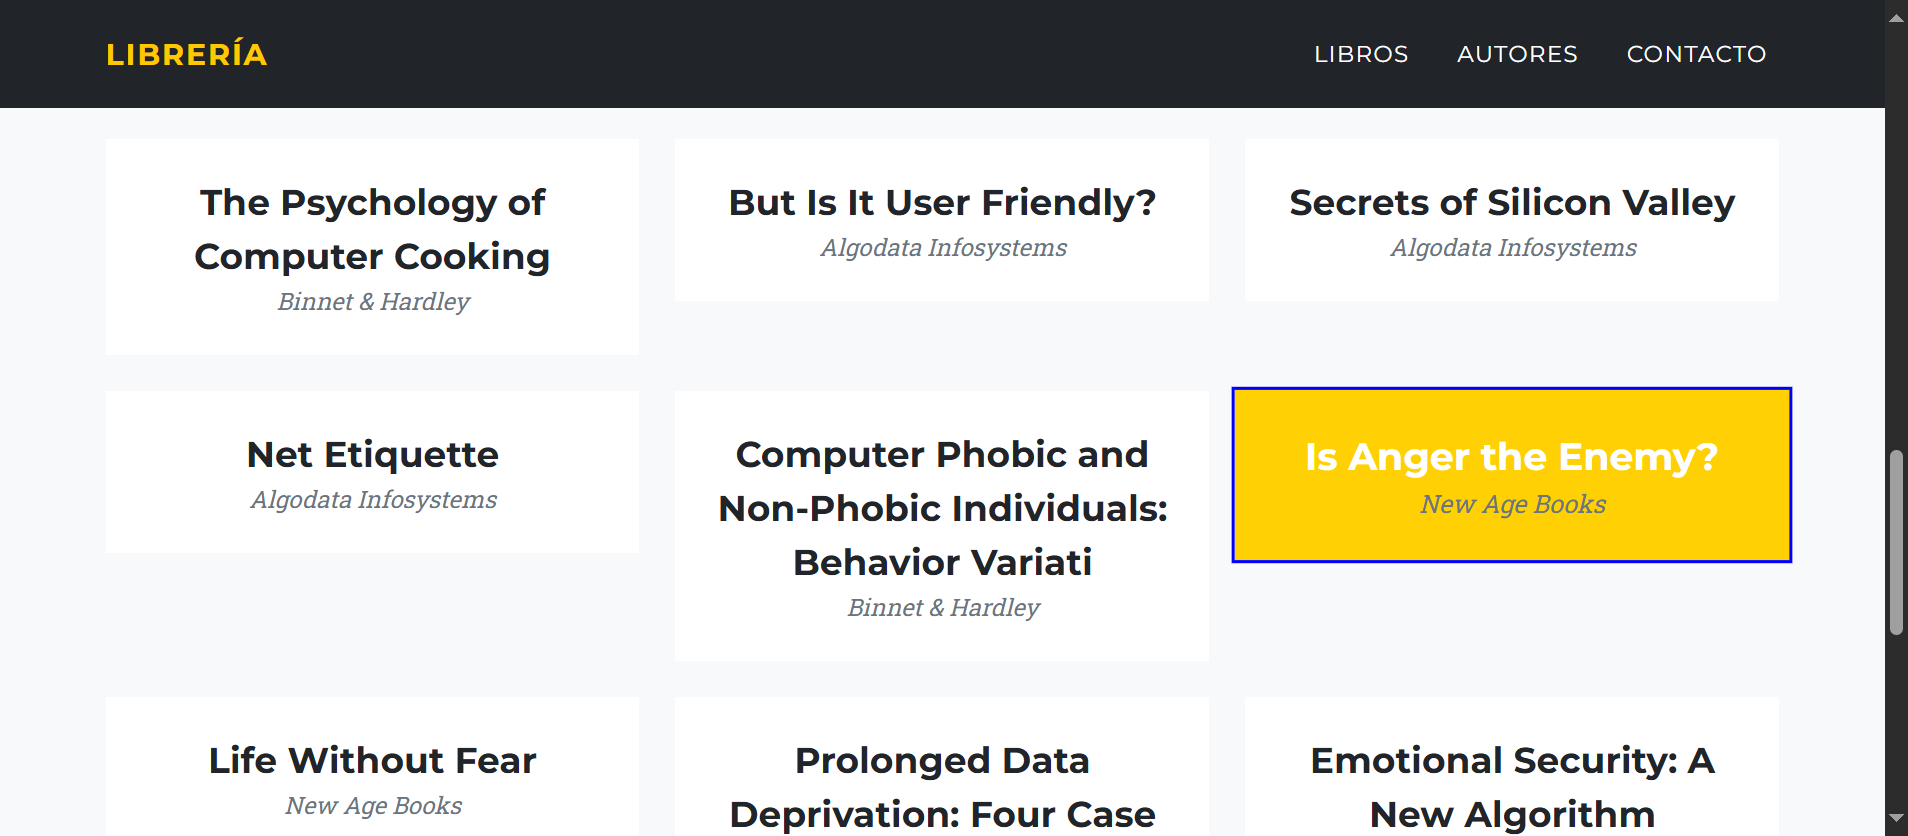 LIBRERÍA
LIBROS AUTORES CONTACTO
The Psychology of
Computer Cooking
Binnet & Hardley
But Is It User Friendly?
Algodata Infosystems
Secrets of Silicon Valley
Algodata Infosystems
Net Etiquette
Algodata Infosystems
Computer Phobic and
Non-Phobic Individuals:
Behavior Variati
Binnet & Hardley
Is Anger the Enemy?
New Age Books
Life Without Fear
New Age Books
Prolonged Data
Deprivation: Four Case
Emotional Security: A
New Algorithm